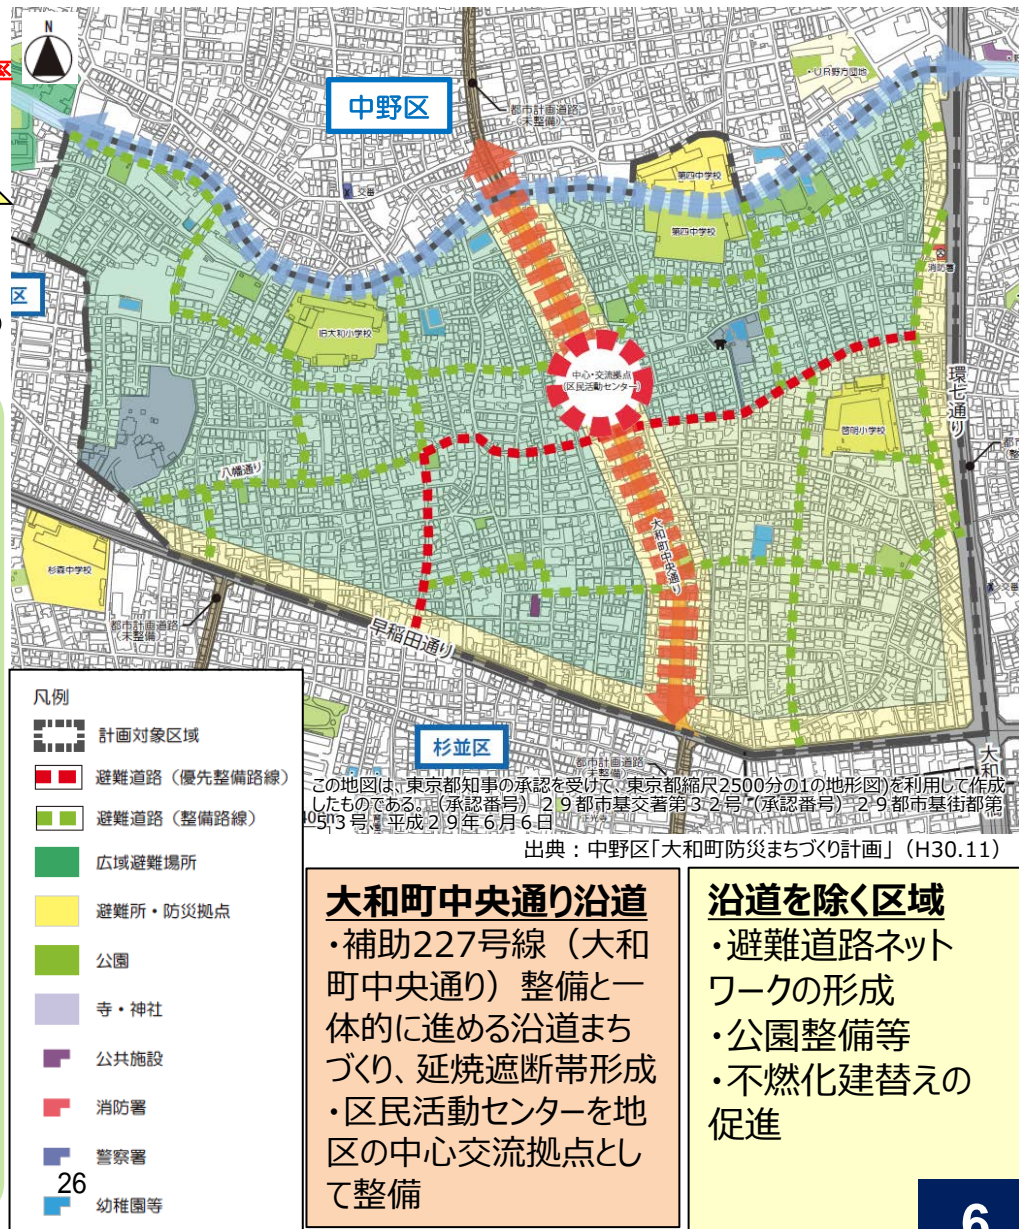 N
区
中野区
都市計画道路
（未整備）
・UR野方団地
交番
第四中学校
第四中学校
消防署
区
旧大和小学校
中心・交流拠点
（区民活動センター）
環七通り
啓明小学校
八幡通り
大和町中央通り
杉森中学校
都市計画道路
（未整備）
早稲田通り
交番
杉並区
都市計画道路
（未整備）
大和橋
この地図は、東京都知事の承認を受けて、東京都縮尺2500分の1の地形図)を利用して作成
したものである。（承認番号）２９都市基交著第３２号、（承認番号）２９都市基街都第
５３号、平成２９年６月６日
出典：中野区「大和町防災まちづくり計画」（H30.11）
凡例
計画対象区域
避難道路（優先整備路線）
避難道路（整備路線）
広域避難場所
避難所・防災拠点
公園
寺・神社
公共施設
消防署
警察署
26
幼稚園等
大和町中央通り沿道
・補助227号線（大和
町中央通り）整備と一
体的に進める沿道まち
づくり、延焼遮断帯形成
・区民活動センターを地
区の中心交流拠点とし
て整備
沿道を除く区域
・避難道路ネット
ワークの形成
・公園整備等
・不燃化建替えの
促進
6